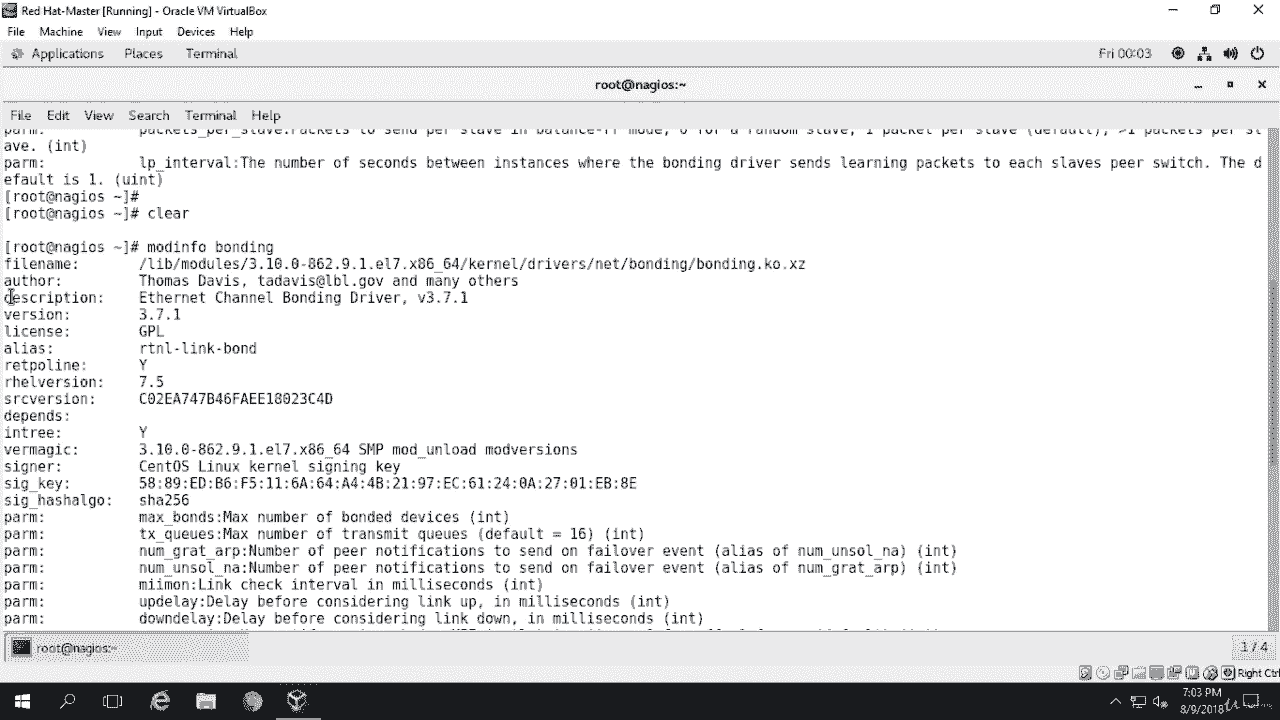 Red Hat-Master [Running] - Oracle VM VirtualBox
File Machine View Input Devices Help
Applications Places Terminal Fri 00:03
root@nagios:~
File Edit View Search Terminal Help
parm: packets_per_slave:Packets to send per slave in balance-rr mode; 0 for a random slave, 1 packet per slave (default), >1 packets per sl
ave. (int)
parm: lp_interval:The number of seconds between instances where the bonding driver sends learning packets to each slaves peer switch. The d
efault is 1. (uint)
[root@nagios ~]#
[root@nagios ~]# clear
[root@nagios ~]# modinfo bonding
filename: /lib/modules/3.10.0-862.9.1.el7.x86_64/kernel/drivers/net/bonding/bonding.ko.xz
author: Thomas Davis, tadavis@lbl.gov and many others
description: Ethernet Channel Bonding Driver, v3.7.1
version: 3.7.1
license: GPL
alias: rtnl-link-bond
retpoline: Y
rhelversion: 7.5
srcversion: C02EA747B46FAEE18023C4D
depends:
intree: Y
vermagic: 3.10.0-862.9.1.el7.x86_64 SMP mod_unload modversions
signer: CentOS Linux kernel signing key
sig_key: 58:89:ED:B6:F5:11:6A:64:A4:4B:21:97:EC:61:24:0A:27:01:EB:8E
sig_hashalgo: sha256
parm: max_bonds:Max number of bonded devices (int)
parm: tx_queues:Max number of transmit queues (default = 16) (int)
parm: num_grat_arp:Number of peer notifications to send on failover event (alias of num_unsol_na) (int)
parm: num_unsol_na:Number of peer notifications to send on failover event (alias of num_grat_arp) (int)
parm: miimon:Link check interval in milliseconds (int)
parm: updelay:Delay before considering link up, in milliseconds (int)
parm: downdelay:Delay before considering link down, in milliseconds (int)
root@nagios:~ 1 / 4
Right Ctrl
7:03 PM
8/9/2018